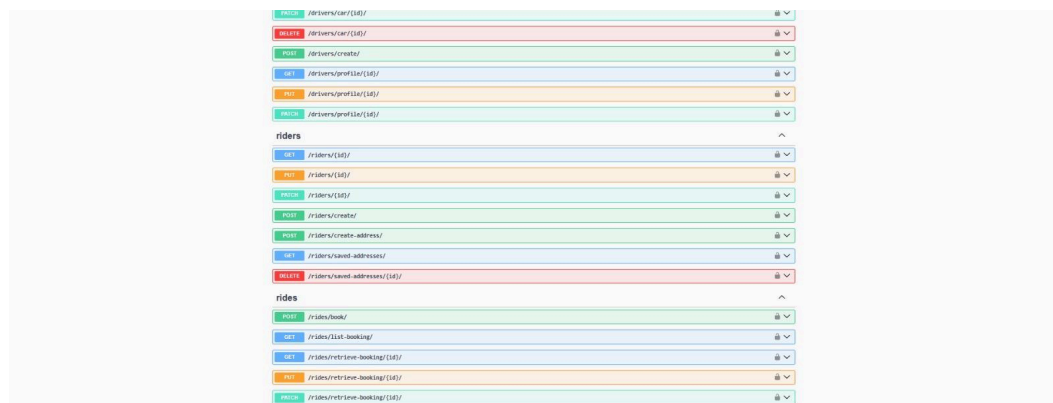 PATCH /drivers/car/{id}/
DELETE /drivers/car/{id}/
POST /drivers/create/
GET /drivers/profile/{id}/
PUT /drivers/profile/{id}/
PATCH /drivers/profile/{id}/
riders
GET /riders/{id}/
PUT /riders/{id}/
PATCH /riders/{id}/
POST /riders/create/
POST /riders/create-address/
GET /riders/saved-addresses/
DELETE /riders/saved-addresses/{id}/
rides
POST /rides/book/
GET /rides/list-booking/
GET /rides/retrieve-booking/{id}/
PUT /rides/retrieve-booking/{id}/
PATCH /rides/retrieve-booking/{id}/